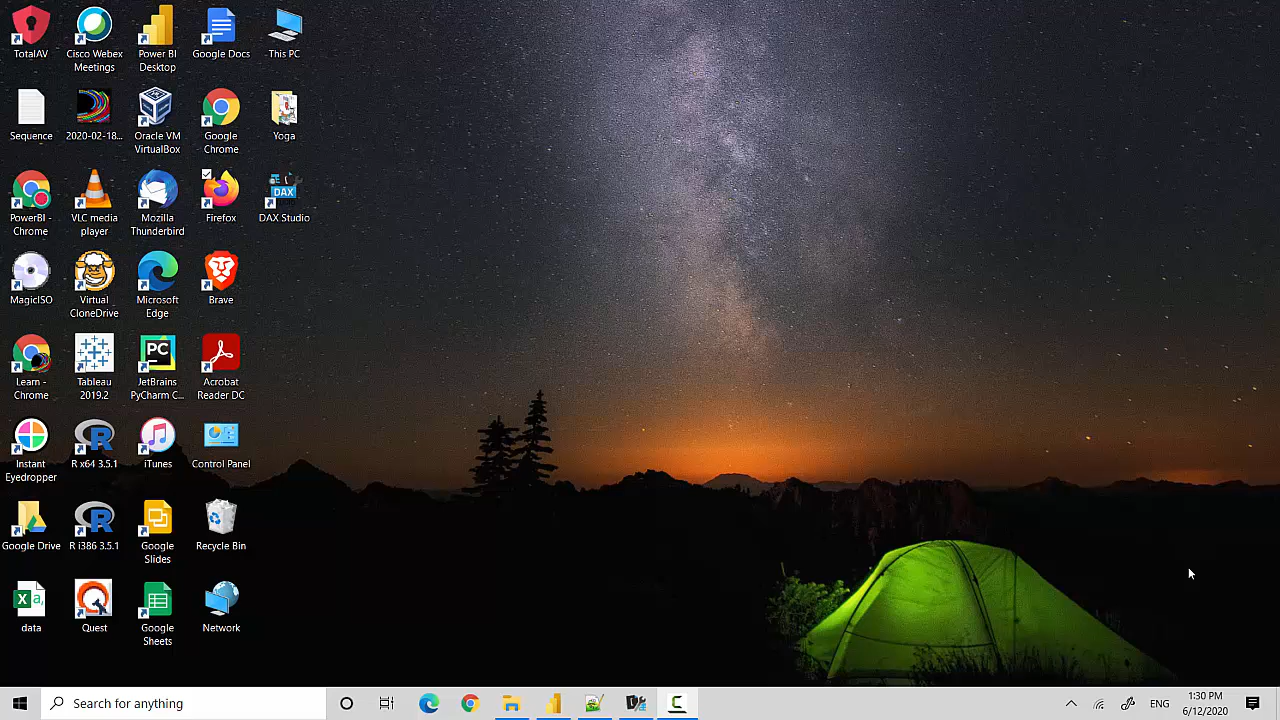 TotalAV
Cisco Webex
Meetings
Power BI
Desktop
Google Docs
This PC
Sequence
2020-02-18...
Oracle VM
VirtualBox
Google
Chrome
Yoga
PowerBI -
Chrome
VLC media
player
Mozilla
Thunderbird
Firefox
DAX
DAX Studio
MagicISO
Virtual
CloneDrive
Microsoft
Edge
Brave
Learn -
Chrome
Tableau
2019.2
PC
JetBrains
PyCharm C...
Acrobat
Reader DC
Instant
Eyedropper
R
R x64 3.5.1
iTunes
Control Panel
Google Drive
R
R i386 3.5.1
Google
Slides
Recycle Bin
X a,
data
Quest
Google
Sheets
Network
Search for anything
ENG
1:30 PM
6/12/2020